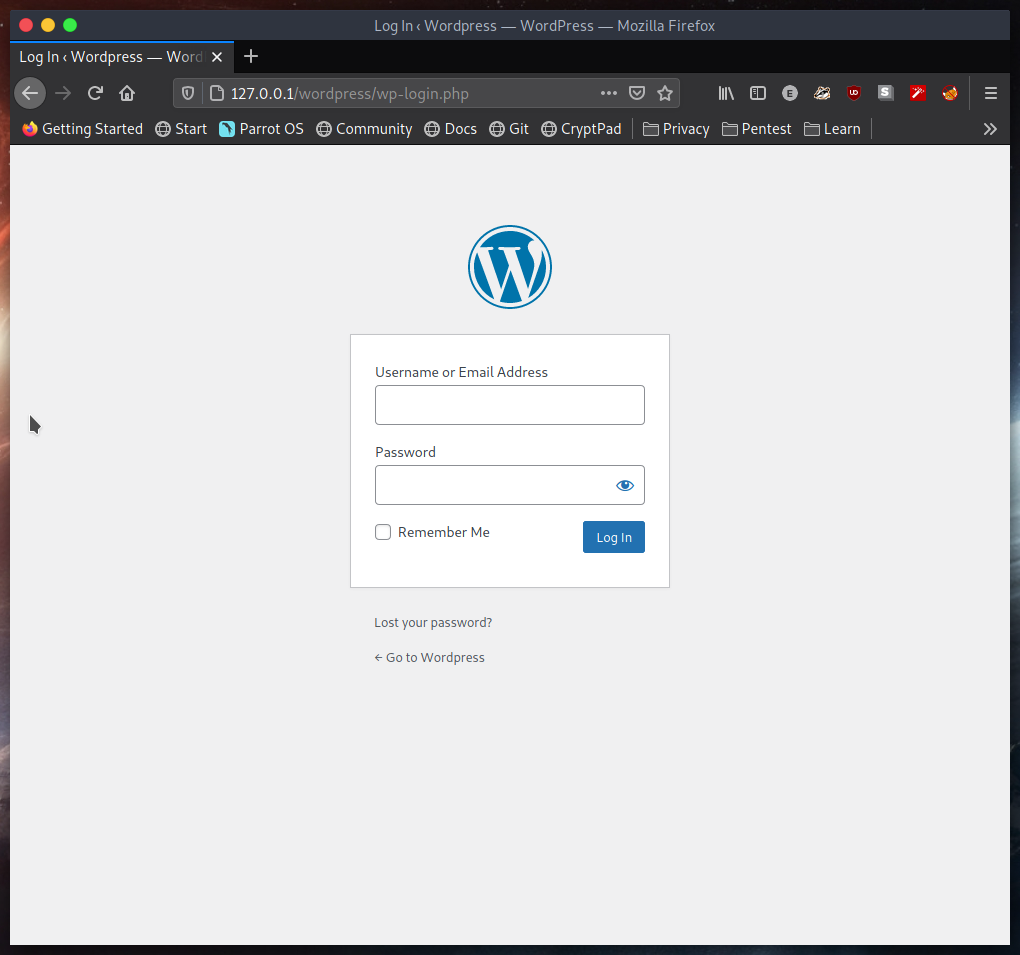 Log In ‹ Wordpress — WordPress — Mozilla Firefox
Log In ‹ Wordpress — Word
127.0.0.1/wordpress/wp-login.php
E
UD
S
Getting Started Start Parrot OS Community Docs Git CryptPad Privacy Pentest Learn
W
Username or Email Address
Password
Remember Me
Log In
Lost your password?
← Go to Wordpress